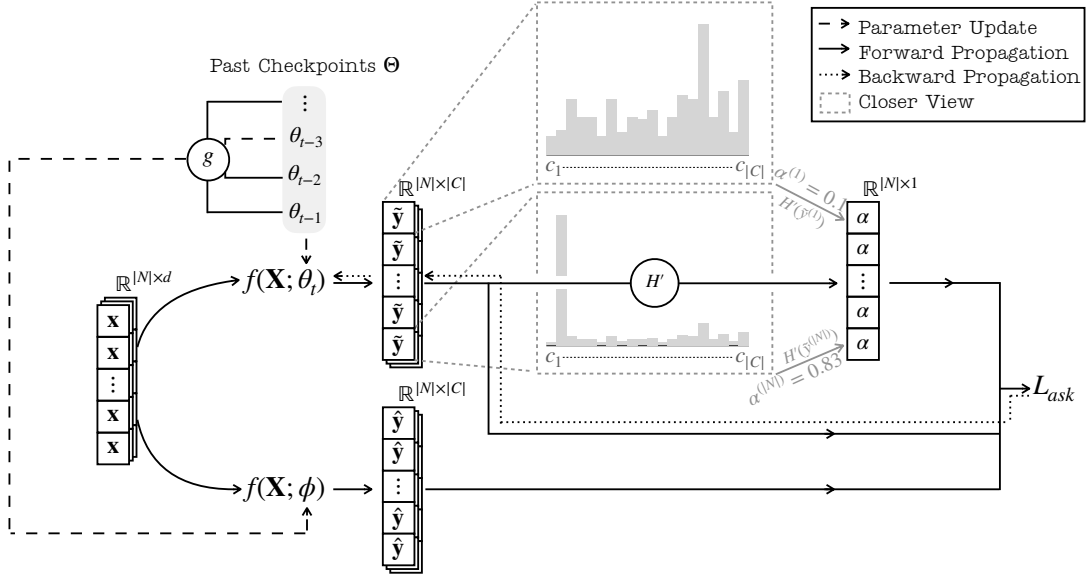 Parameter Update
Forward Propagation
Backward Propagation
Closer View
Past Checkpoints Θ
⋮
θ_{t−3}
θ_{t−2}
θ_{t−1}
g
c_1
c_{|C|}
α^{(1)} = 0.1
H′(ỹ^{(1)})
ℝ^{|N|×|C|}
ỹ
ỹ
⋮
ỹ
ỹ
ℝ^{|N|×1}
α
α
⋮
α
α
f(X; θ_t)
H′
ℝ^{|N|×d}
x
x
⋮
x
x
c_1
c_{|C|}
H′(ỹ^{(|N|)})
α^{(|N|)} = 0.83
L_{ask}
ℝ^{|N|×|C|}
ŷ
ŷ
⋮
ŷ
ŷ
f(X; ϕ)